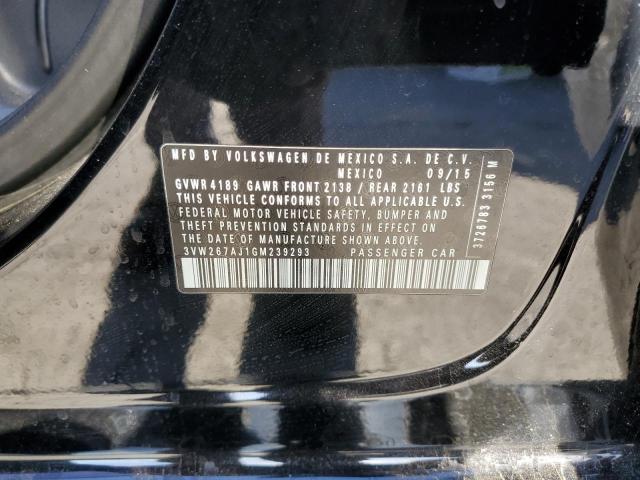 MFD BY VOLKSWAGEN DE MEXICO S.A. DE C.V.
MEXICO 09/15
GVWR 4189 GAWR FRONT 2138 / REAR 2161 LBS
THIS VEHICLE CONFORMS TO ALL APPLICABLE U.S.
FEDERAL MOTOR VEHICLE SAFETY, BUMPER AND
THEFT PREVENTION STANDARDS IN EFFECT ON
THE DATE OF MANUFACTURE SHOWN ABOVE.
3VW267AJ1GM239293 PASSENGER CAR
3726783 3156 M